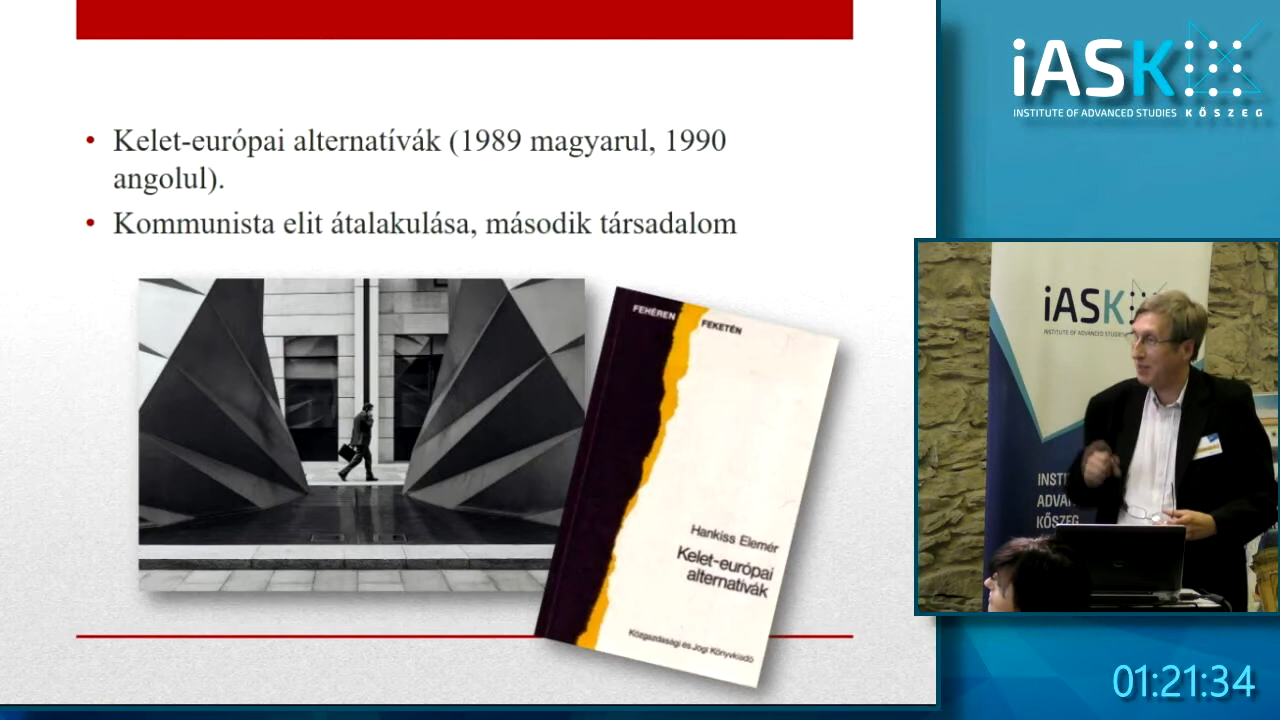 • Kelet-európai alternatívák (1989 magyarul, 1990
angolul).
• Kommunista elit átalakulása, második társadalom
FEHÉREN FEKETÉN
Hankiss Elemér
Kelet-európai
alternatívák
Közgazdasági és Jogi Könyvkiadó
iASK
INSTITUTE OF ADVANCED STUDIES KŐSZEG
iASK
INSTITUTE OF ADVANCED STUDIES
INSTI
ADVA
KŐSZEG
01:21:34